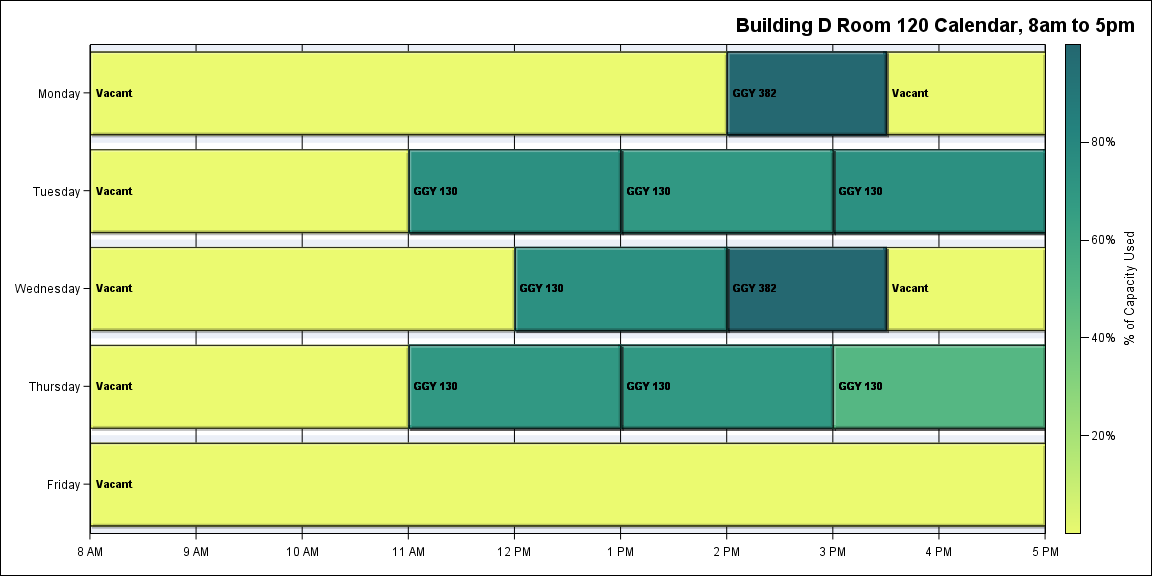 Building D Room 120 Calendar, 8am to 5pm
Monday
Vacant
GGY 382
Vacant
Tuesday
Vacant
GGY 130
GGY 130
GGY 130
Wednesday
Vacant
GGY 130
GGY 382
Vacant
Thursday
Vacant
GGY 130
GGY 130
GGY 130
Friday
Vacant
8 AM
9 AM
10 AM
11 AM
12 PM
1 PM
2 PM
3 PM
4 PM
5 PM
80%
60%
40%
20%
% of Capacity Used